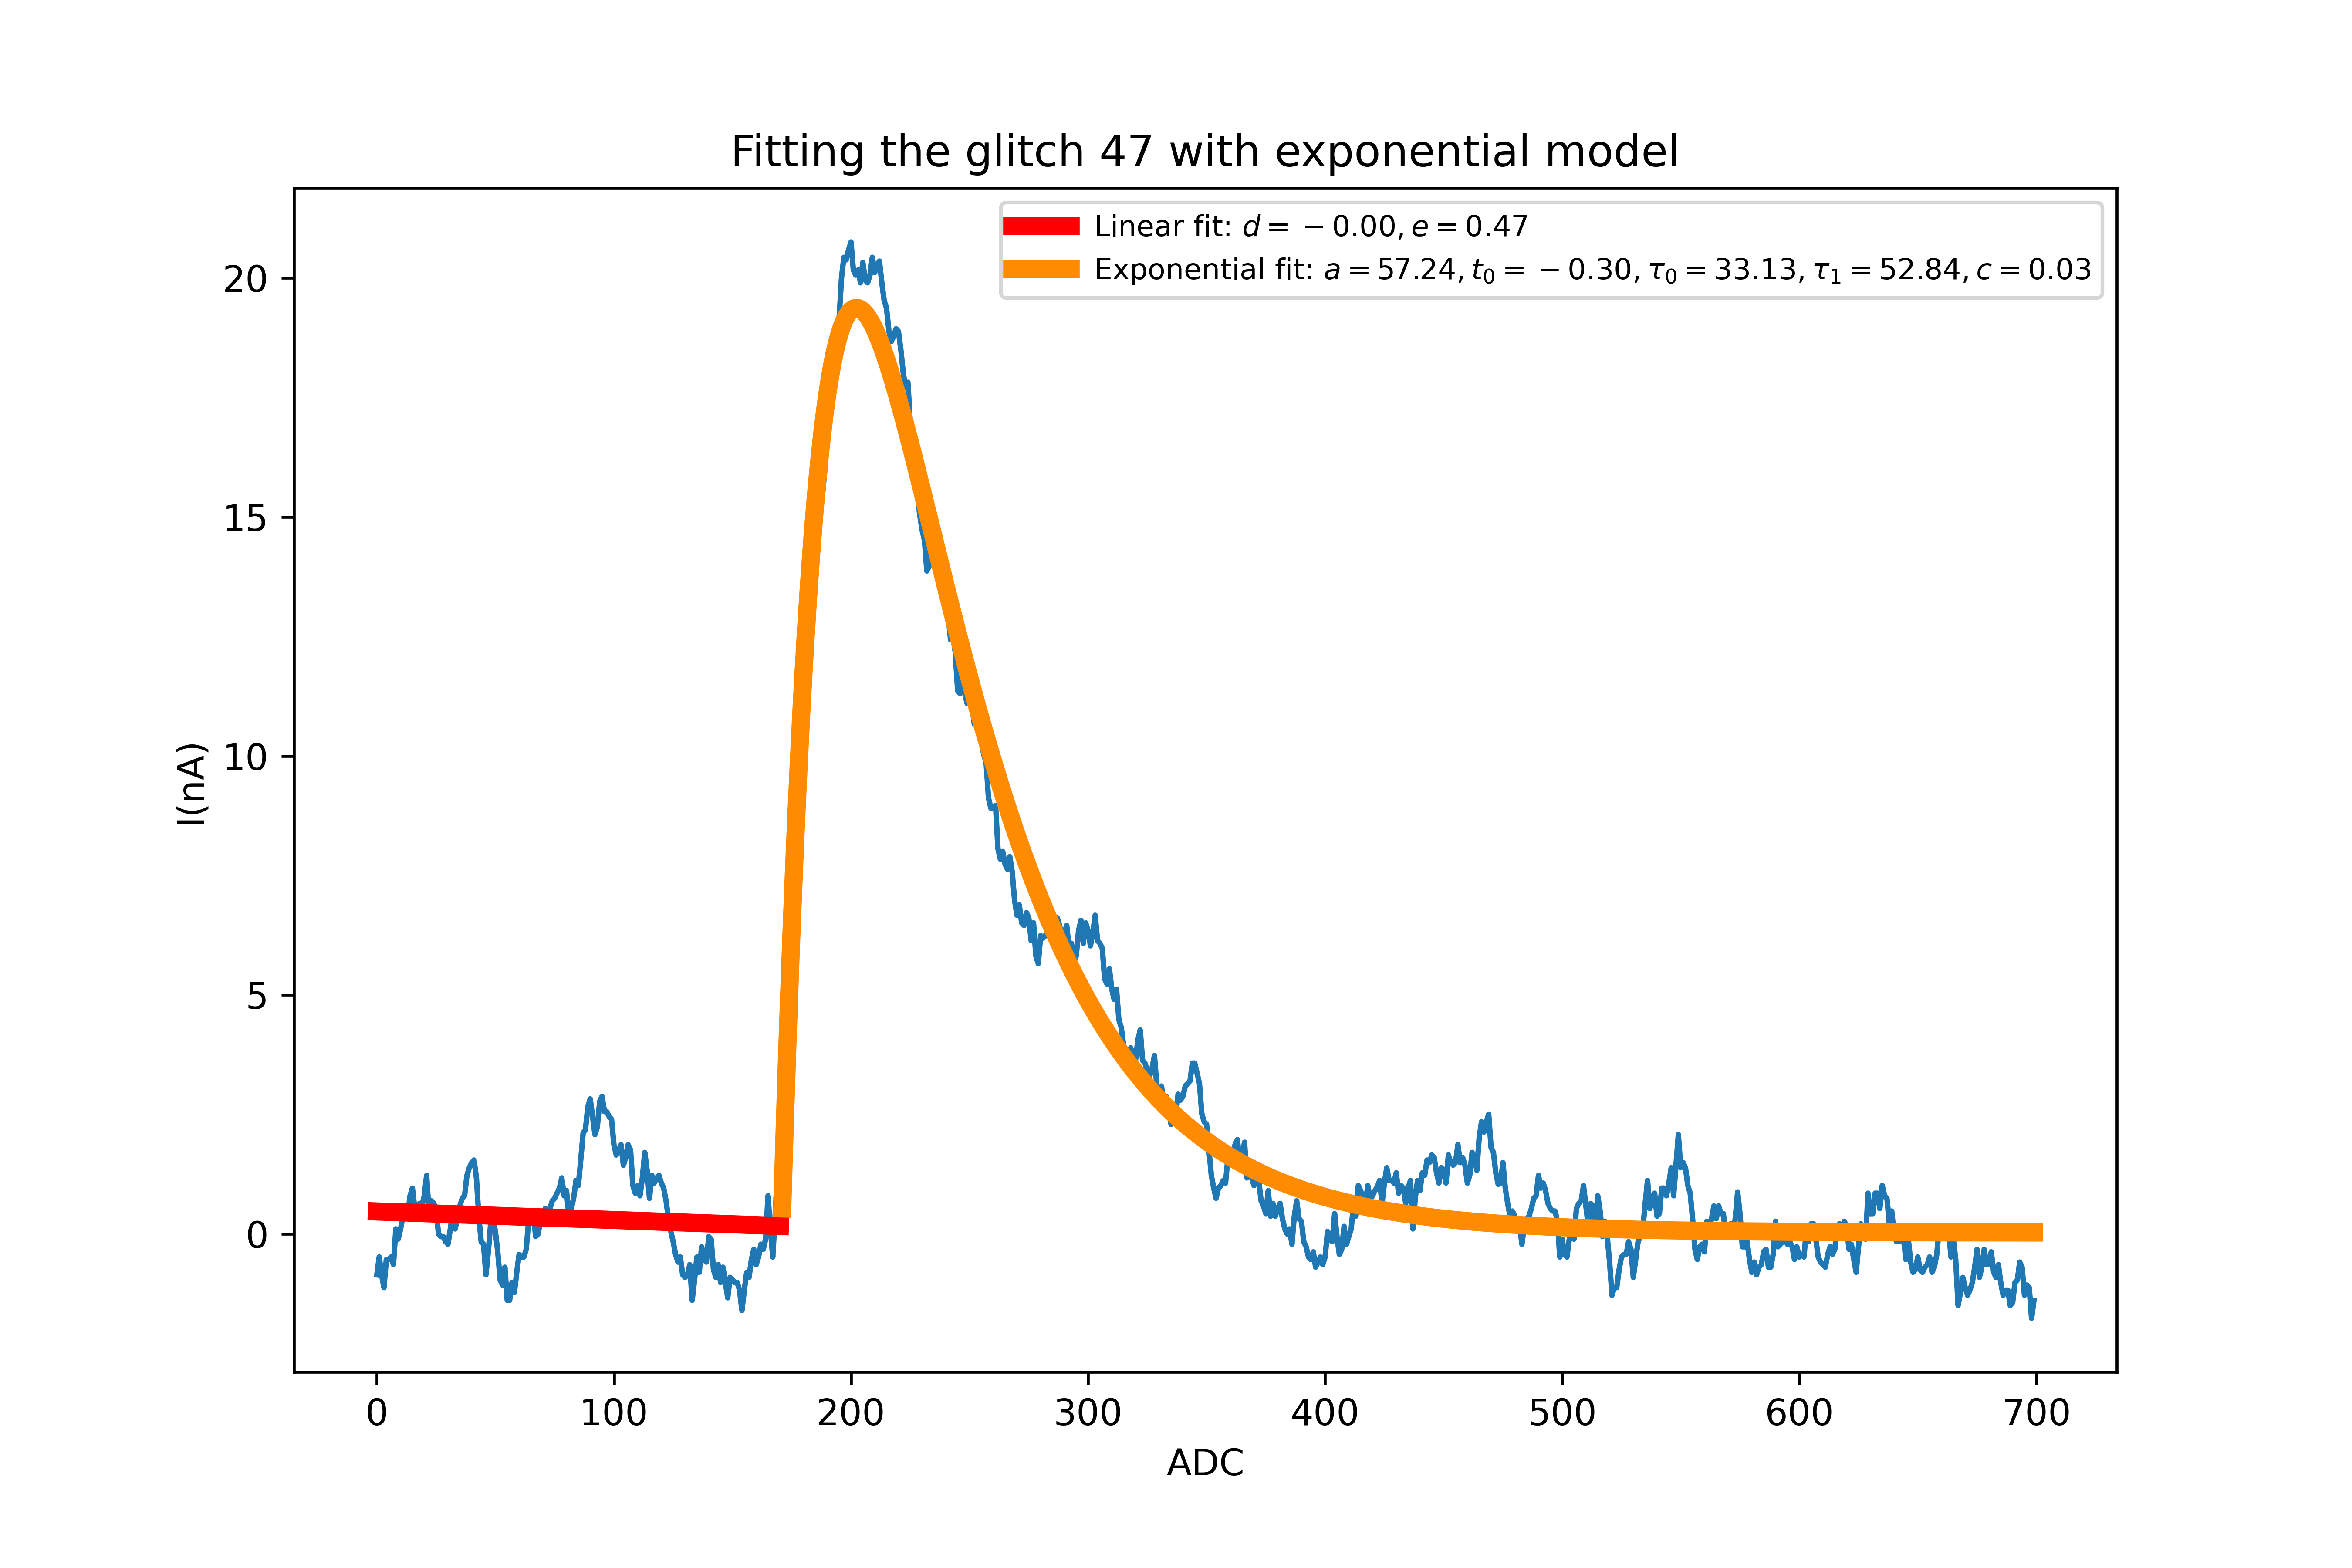 Fitting the glitch 47 with exponential model
Linear fit: d = −0.00, e = 0.47
Exponential fit: a = 57.24, t₀ = −0.30, τ₀ = 33.13, τ₁ = 52.84, c = 0.03
20
15
10
5
0
I(nA)
0 100 200 300 400 500 600 700
ADC